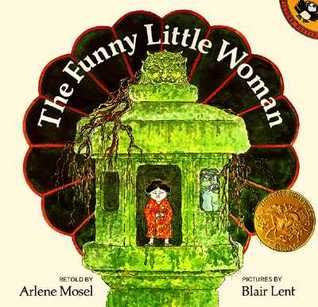 The Funny Little Woman
RETOLD BY
Arlene Mosel
PICTURES BY
Blair Lent